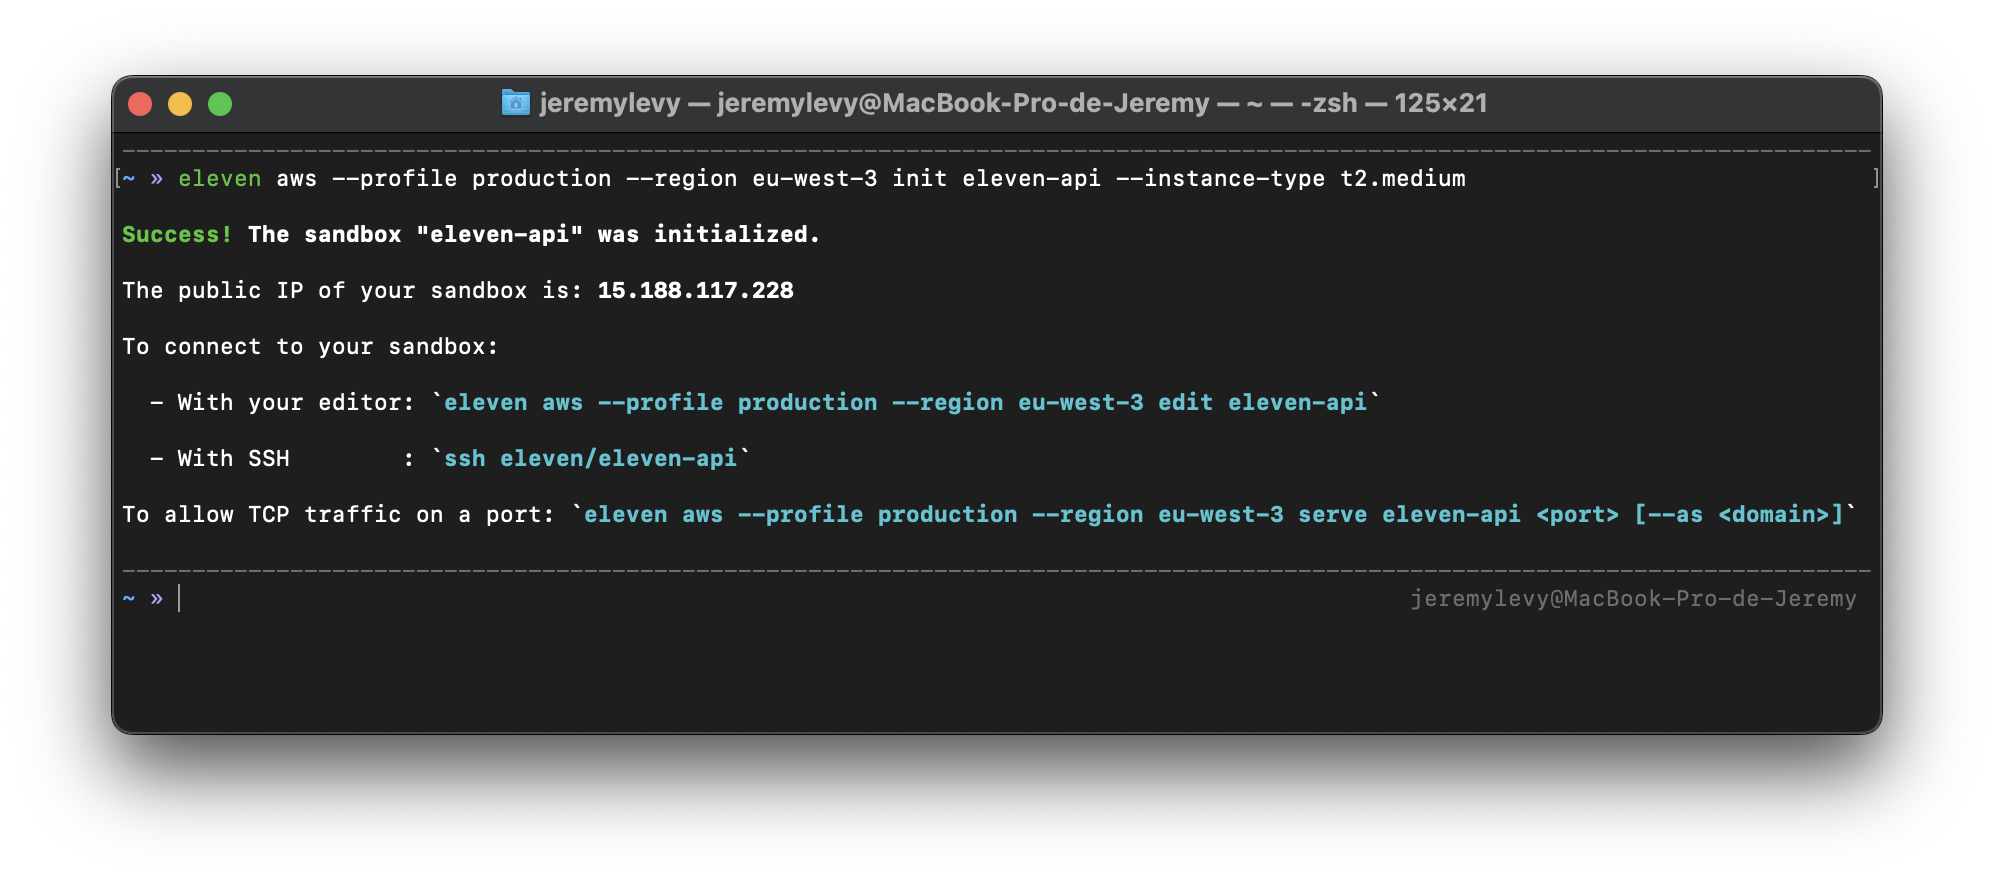 jeremylevy — jeremylevy@MacBook-Pro-de-Jeremy — ~ — -zsh — 125×21
[~ » eleven aws --profile production --region eu-west-3 init eleven-api --instance-type t2.medium ]
Success! The sandbox "eleven-api" was initialized.
The public IP of your sandbox is: 15.188.117.228
To connect to your sandbox:
- With your editor: `eleven aws --profile production --region eu-west-3 edit eleven-api`
- With SSH        : `ssh eleven/eleven-api`
To allow TCP traffic on a port: `eleven aws --profile production --region eu-west-3 serve eleven-api <port> [--as <domain>]`
~ » jeremylevy@MacBook-Pro-de-Jeremy